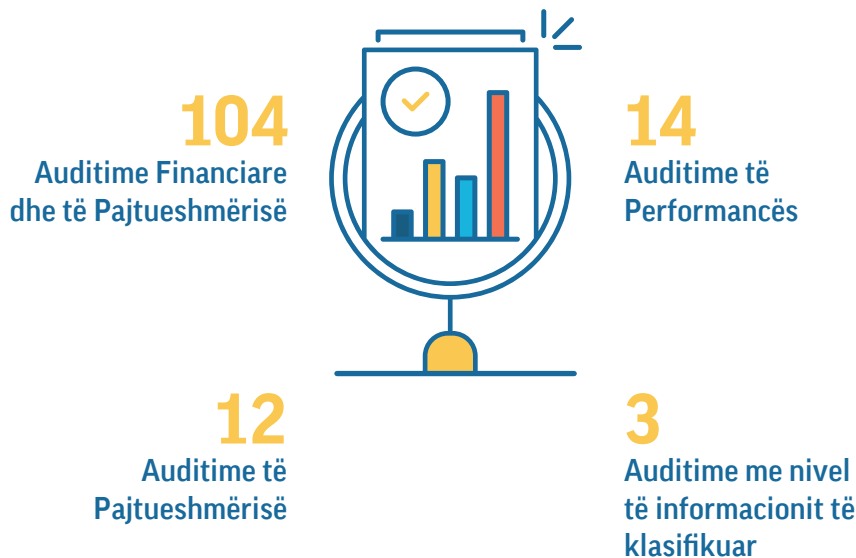 104
Auditime Financiare
dhe të Pajtueshmërisë
14
Auditime të
Performancës
12
Auditime të
Pajtueshmërisë
3
Auditime me nivel
të informacionit të
klasifikuar